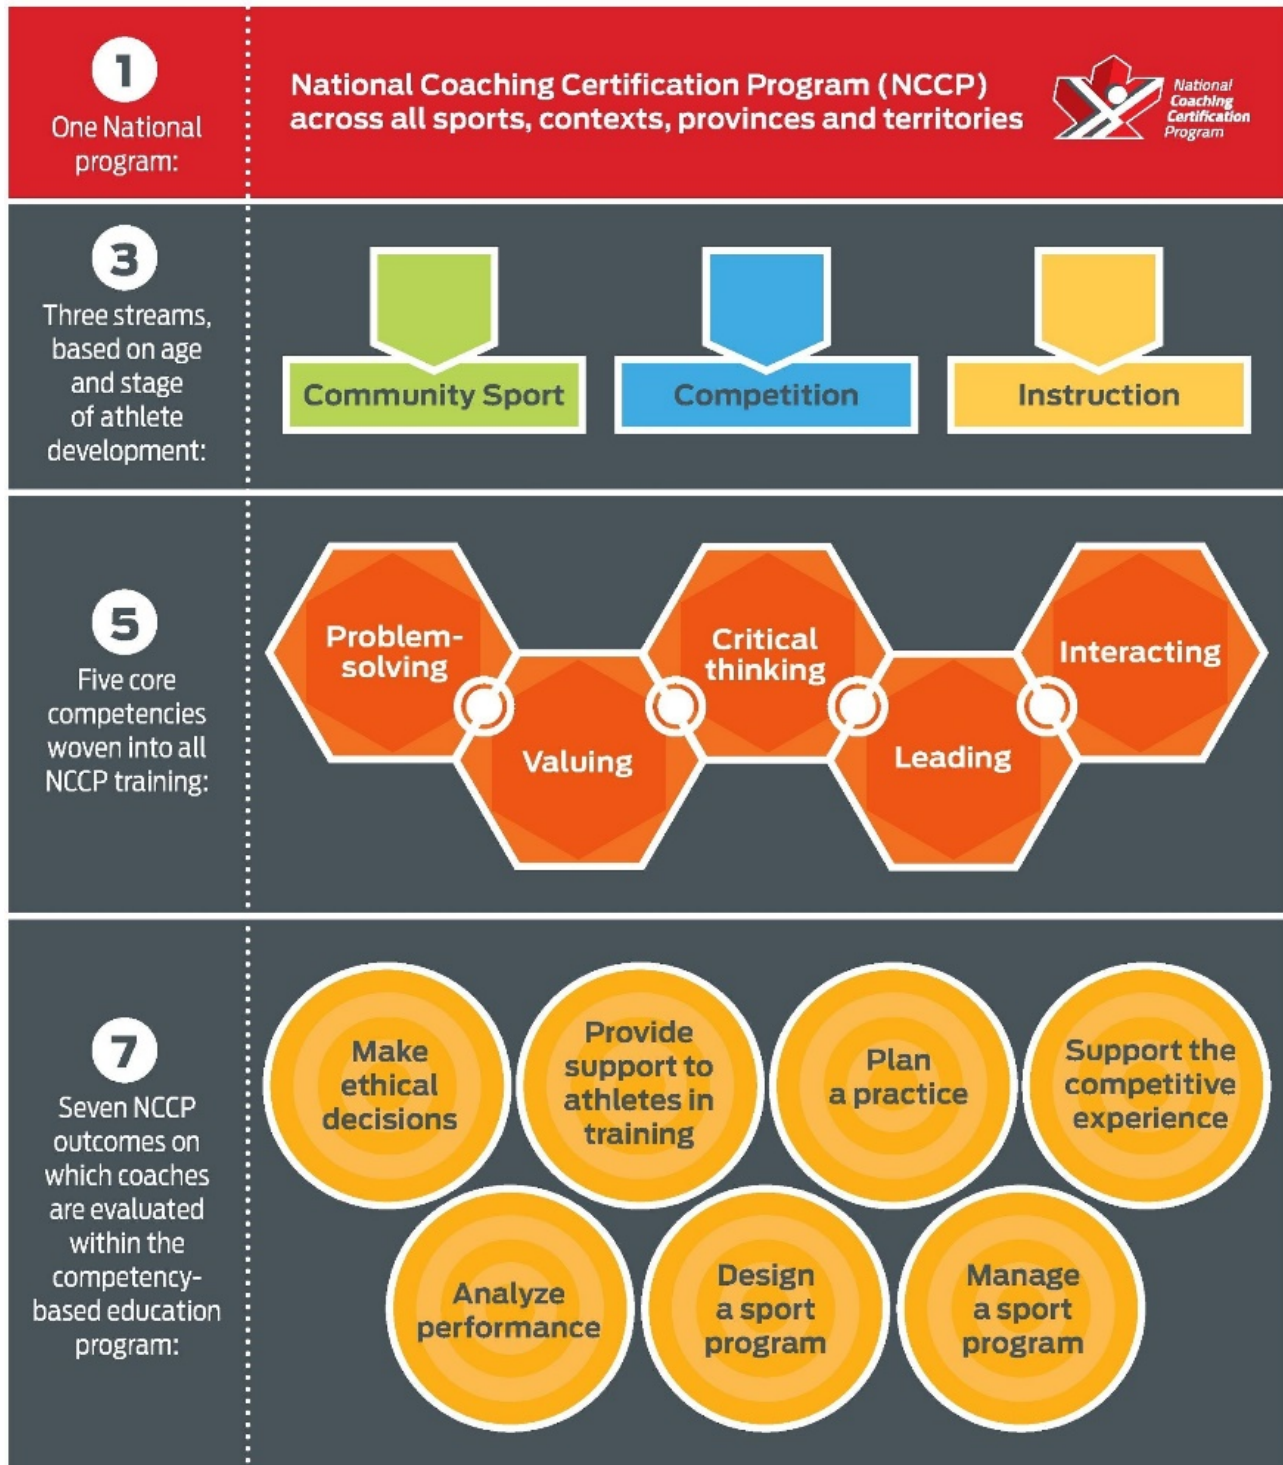 1
One National
program:
National Coaching Certification Program (NCCP)
across all sports, contexts, provinces and territories
National
Coaching
Certification
Program
3
Three streams,
based on age
and stage
of athlete
development:
Community Sport
Competition
Instruction
5
Five core
competencies
woven into all
NCCP training:
Problem-
solving
Valuing
Critical
thinking
Leading
Interacting
7
Seven NCCP
outcomes on
which coaches
are evaluated
within the
competency-
based education
program:
Make
ethical
decisions
Provide
support to
athletes in
training
Plan
a practice
Support the
competitive
experience
Analyze
performance
Design
a sport
program
Manage
a sport
program